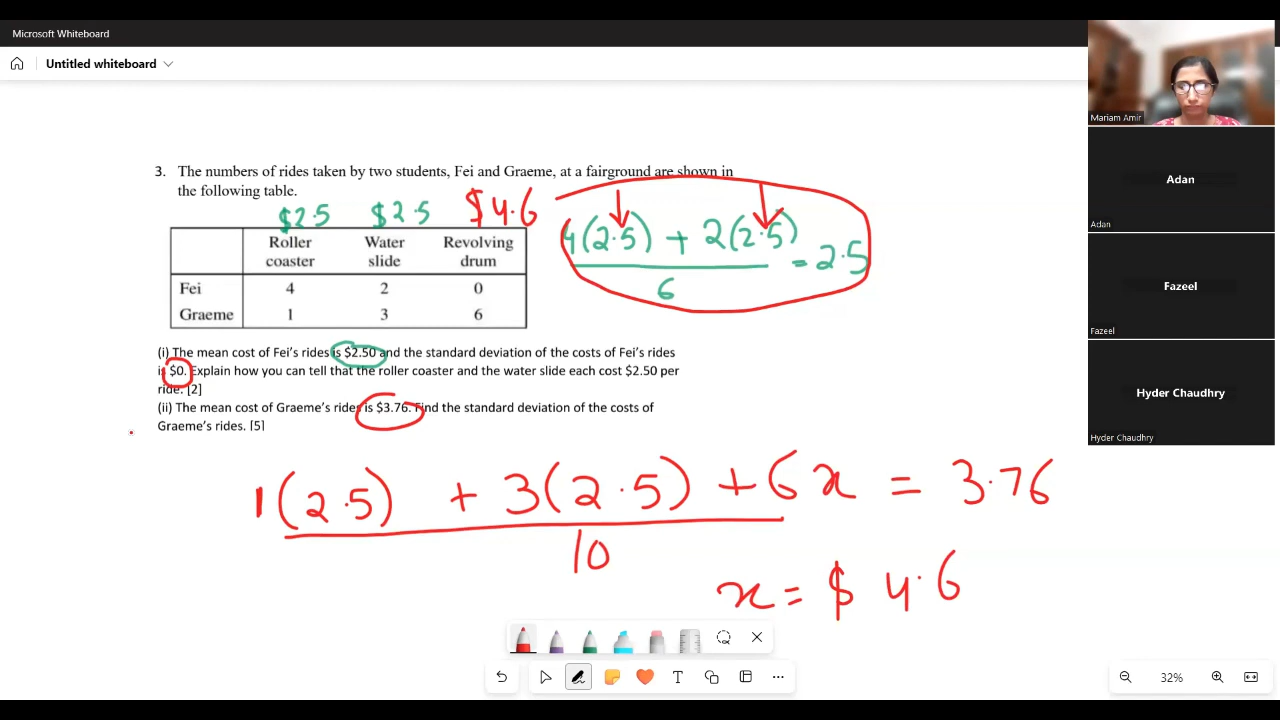 Microsoft Whiteboard
Untitled whiteboard
Mariam Amir
Adan
Adan
Fazeel
Fazeel
Hyder Chaudhry
Hyder Chaudhry
3. The numbers of rides taken by two students, Fei and Graeme, at a fairground are shown in
the following table.
$2.5 $2.5 $4.6
Roller coaster Water slide Revolving drum
Fei 4 2 0
Graeme 1 3 6
4(2.5) + 2(2.5)
= 2.5
6
(i) The mean cost of Fei's rides is $2.50 and the standard deviation of the costs of Fei's rides
is $0. Explain how you can tell that the roller coaster and the water slide each cost $2.50 per
ride. [2]
(ii) The mean cost of Graeme's rides is $3.76. Find the standard deviation of the costs of
Graeme's rides. [5]
1(2.5) + 3(2.5) + 6x = 3.76
10
x = $ 4.6
32%